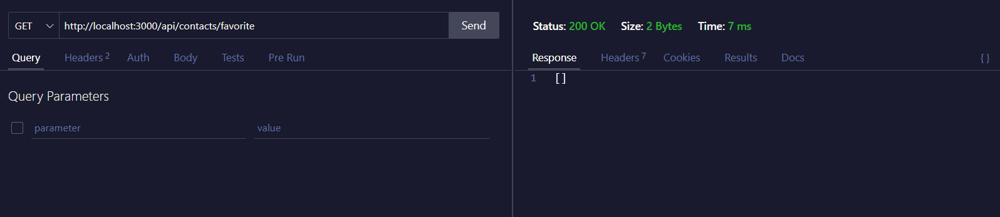 GET http://localhost:3000/api/contacts/favorite Send
Query Headers 2 Auth Body Tests Pre Run
Query Parameters
parameter value
Status: 200 OK Size: 2 Bytes Time: 7 ms
Response Headers 7 Cookies Results Docs { }
1 []